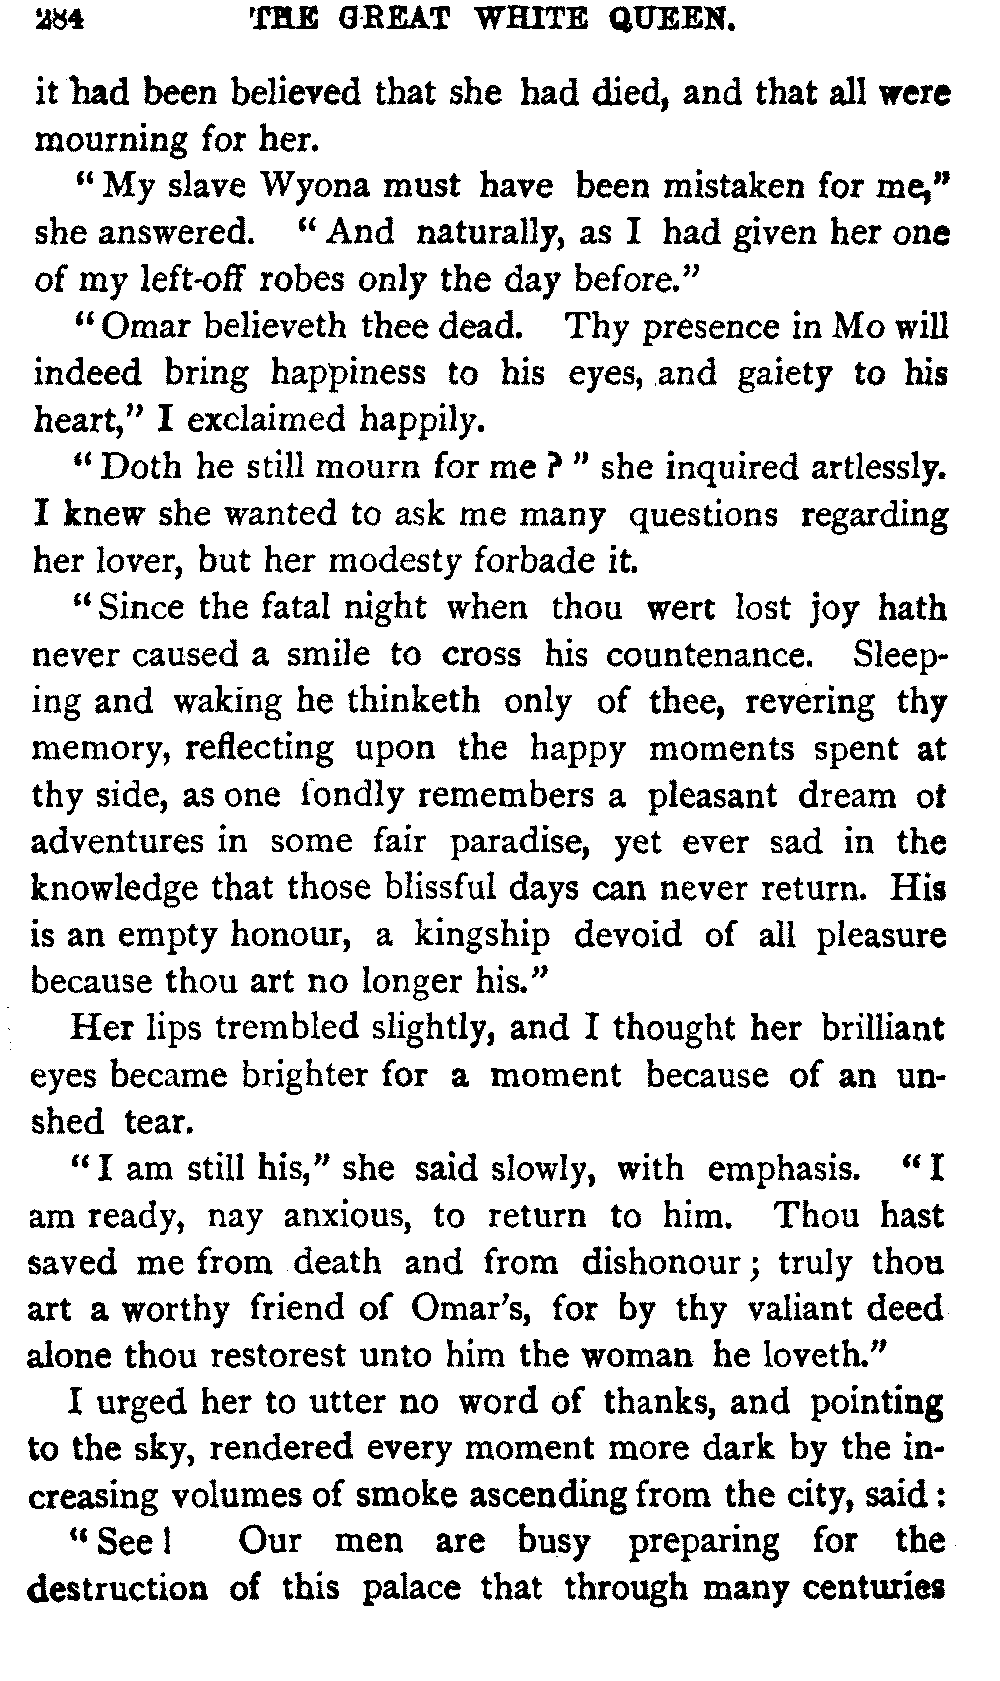 284 THE GREAT WHITE QUEEN.
it had been believed that she had died, and that all were
mourning for her.
"My slave Wyona must have been mistaken for me,"
she answered. "And naturally, as I had given her one
of my left-off robes only the day before."
"Omar believeth thee dead. Thy presence in Mo will
indeed bring happiness to his eyes, and gaiety to his
heart," I exclaimed happily.
"Doth he still mourn for me?" she inquired artlessly.
I knew she wanted to ask me many questions regarding
her lover, but her modesty forbade it.
"Since the fatal night when thou wert lost joy hath
never caused a smile to cross his countenance. Sleep-
ing and waking he thinketh only of thee, revering thy
memory, reflecting upon the happy moments spent at
thy side, as one fondly remembers a pleasant dream of
adventures in some fair paradise, yet ever sad in the
knowledge that those blissful days can never return. His
is an empty honour, a kingship devoid of all pleasure
because thou art no longer his."
Her lips trembled slightly, and I thought her brilliant
eyes became brighter for a moment because of an un-
shed tear.
"I am still his," she said slowly, with emphasis. "I
am ready, nay anxious, to return to him. Thou hast
saved me from death and from dishonour; truly thou
art a worthy friend of Omar's, for by thy valiant deed
alone thou restorest unto him the woman he loveth."
I urged her to utter no word of thanks, and pointing
to the sky, rendered every moment more dark by the in-
creasing volumes of smoke ascending from the city, said:
"See! Our men are busy preparing for the
destruction of this palace that through many centuries